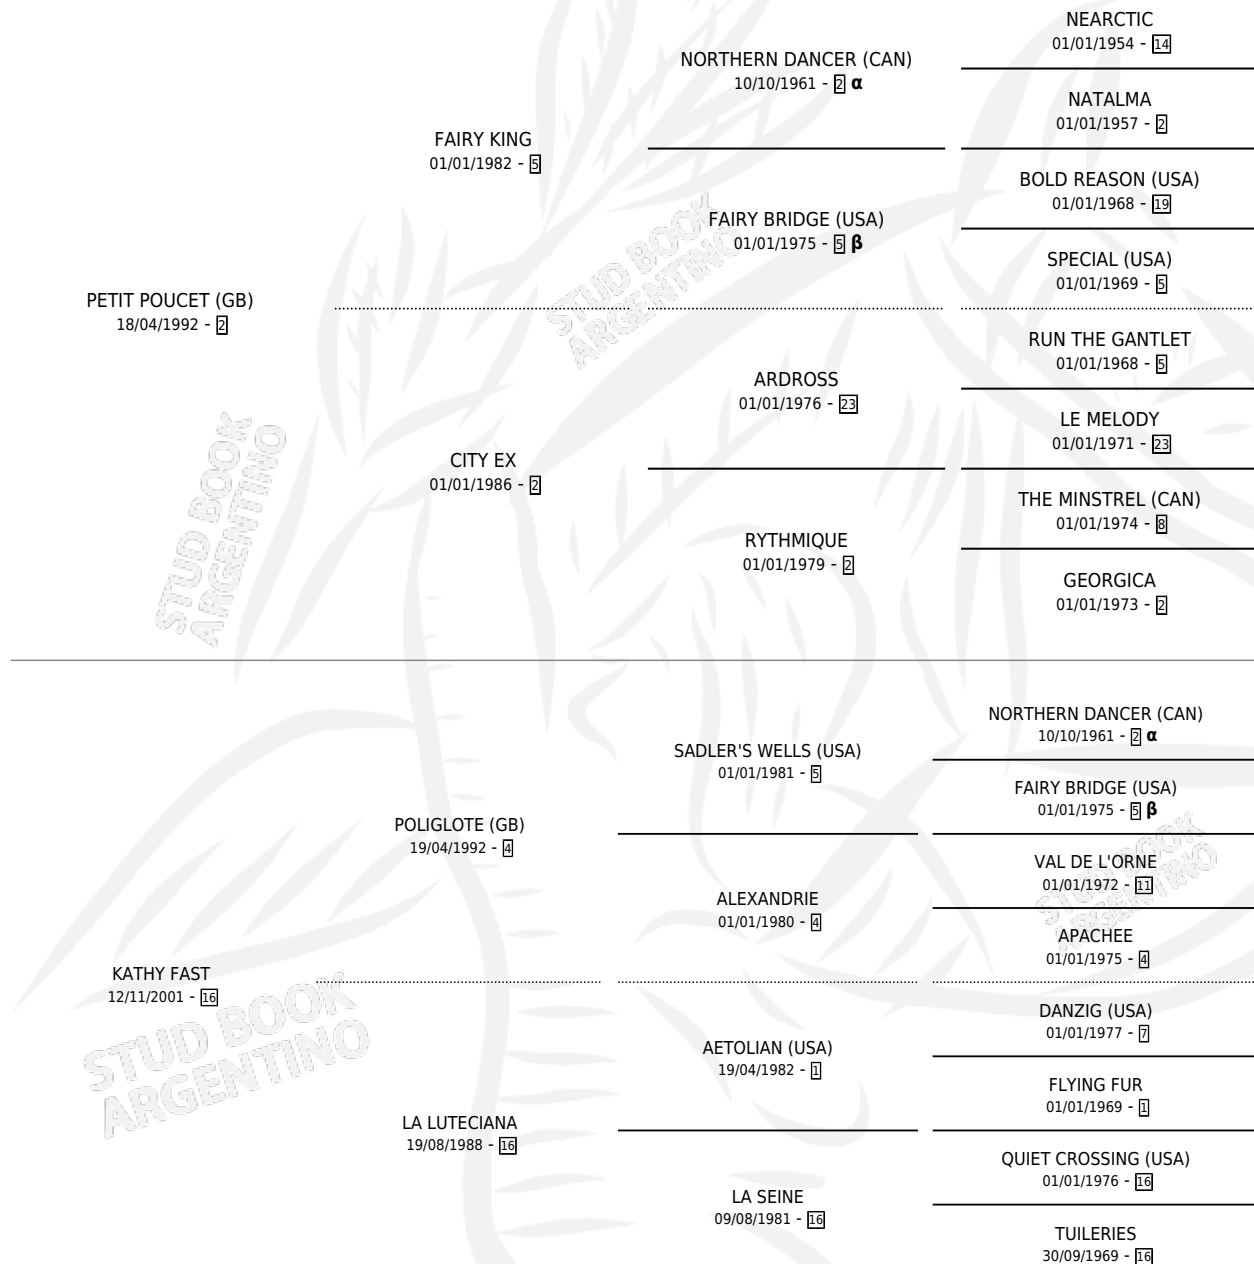 NEARCTIC
01/01/1954 - 14
NORTHERN DANCER (CAN)
10/10/1961 - 2 α
NATALMA
01/01/1957 - 2
FAIRY KING
01/01/1982 - 5
BOLD REASON (USA)
01/01/1968 - 19
FAIRY BRIDGE (USA)
01/01/1975 - 5 β
SPECIAL (USA)
01/01/1969 - 5
PETIT POUCET (GB)
18/04/1992 - 2
RUN THE GANTLET
01/01/1968 - 5
ARDROSS
01/01/1976 - 23
LE MELODY
01/01/1971 - 23
CITY EX
01/01/1986 - 2
THE MINSTREL (CAN)
01/01/1974 - 8
RYTHMIQUE
01/01/1979 - 2
GEORGICA
01/01/1973 - 2
STUD BOOK
ARGENTINO
STUD BOOK
ARGENTINO
NORTHERN DANCER (CAN)
10/10/1961 - 2 α
SADLER'S WELLS (USA)
01/01/1981 - 5
FAIRY BRIDGE (USA)
01/01/1975 - 5 β
POLIGLOTE (GB)
19/04/1992 - 4
VAL DE L'ORNE
01/01/1972 - 11
ALEXANDRIE
01/01/1980 - 4
APACHEE
01/01/1975 - 4
KATHY FAST
12/11/2001 - 16
DANZIG (USA)
01/01/1977 - 7
AETOLIAN (USA)
19/04/1982 - 1
FLYING FUR
01/01/1969 - 1
LA LUTECIANA
19/08/1988 - 16
QUIET CROSSING (USA)
01/01/1976 - 16
LA SEINE
09/08/1981 - 16
TUILERIES
30/09/1969 - 16
STUD BOOK
ARGENTINO
STUD BOOK
ARGENTINO